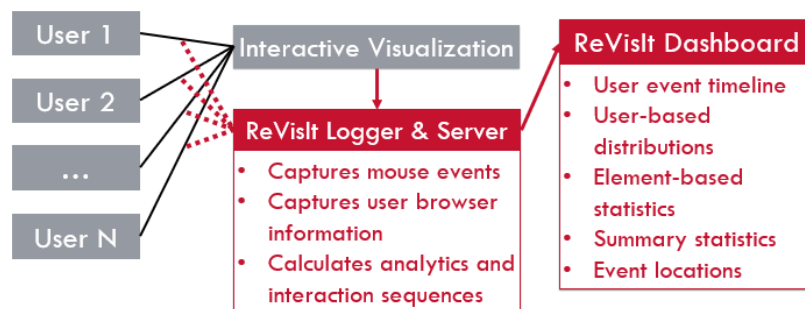 User 1
User 2
...
User N
Interactive Visualization
ReVisIt Logger & Server
• Captures mouse events
• Captures user browser
information
• Calculates analytics and
interaction sequences
ReVisIt Dashboard
• User event timeline
• User-based
distributions
• Element-based
statistics
• Summary statistics
• Event locations